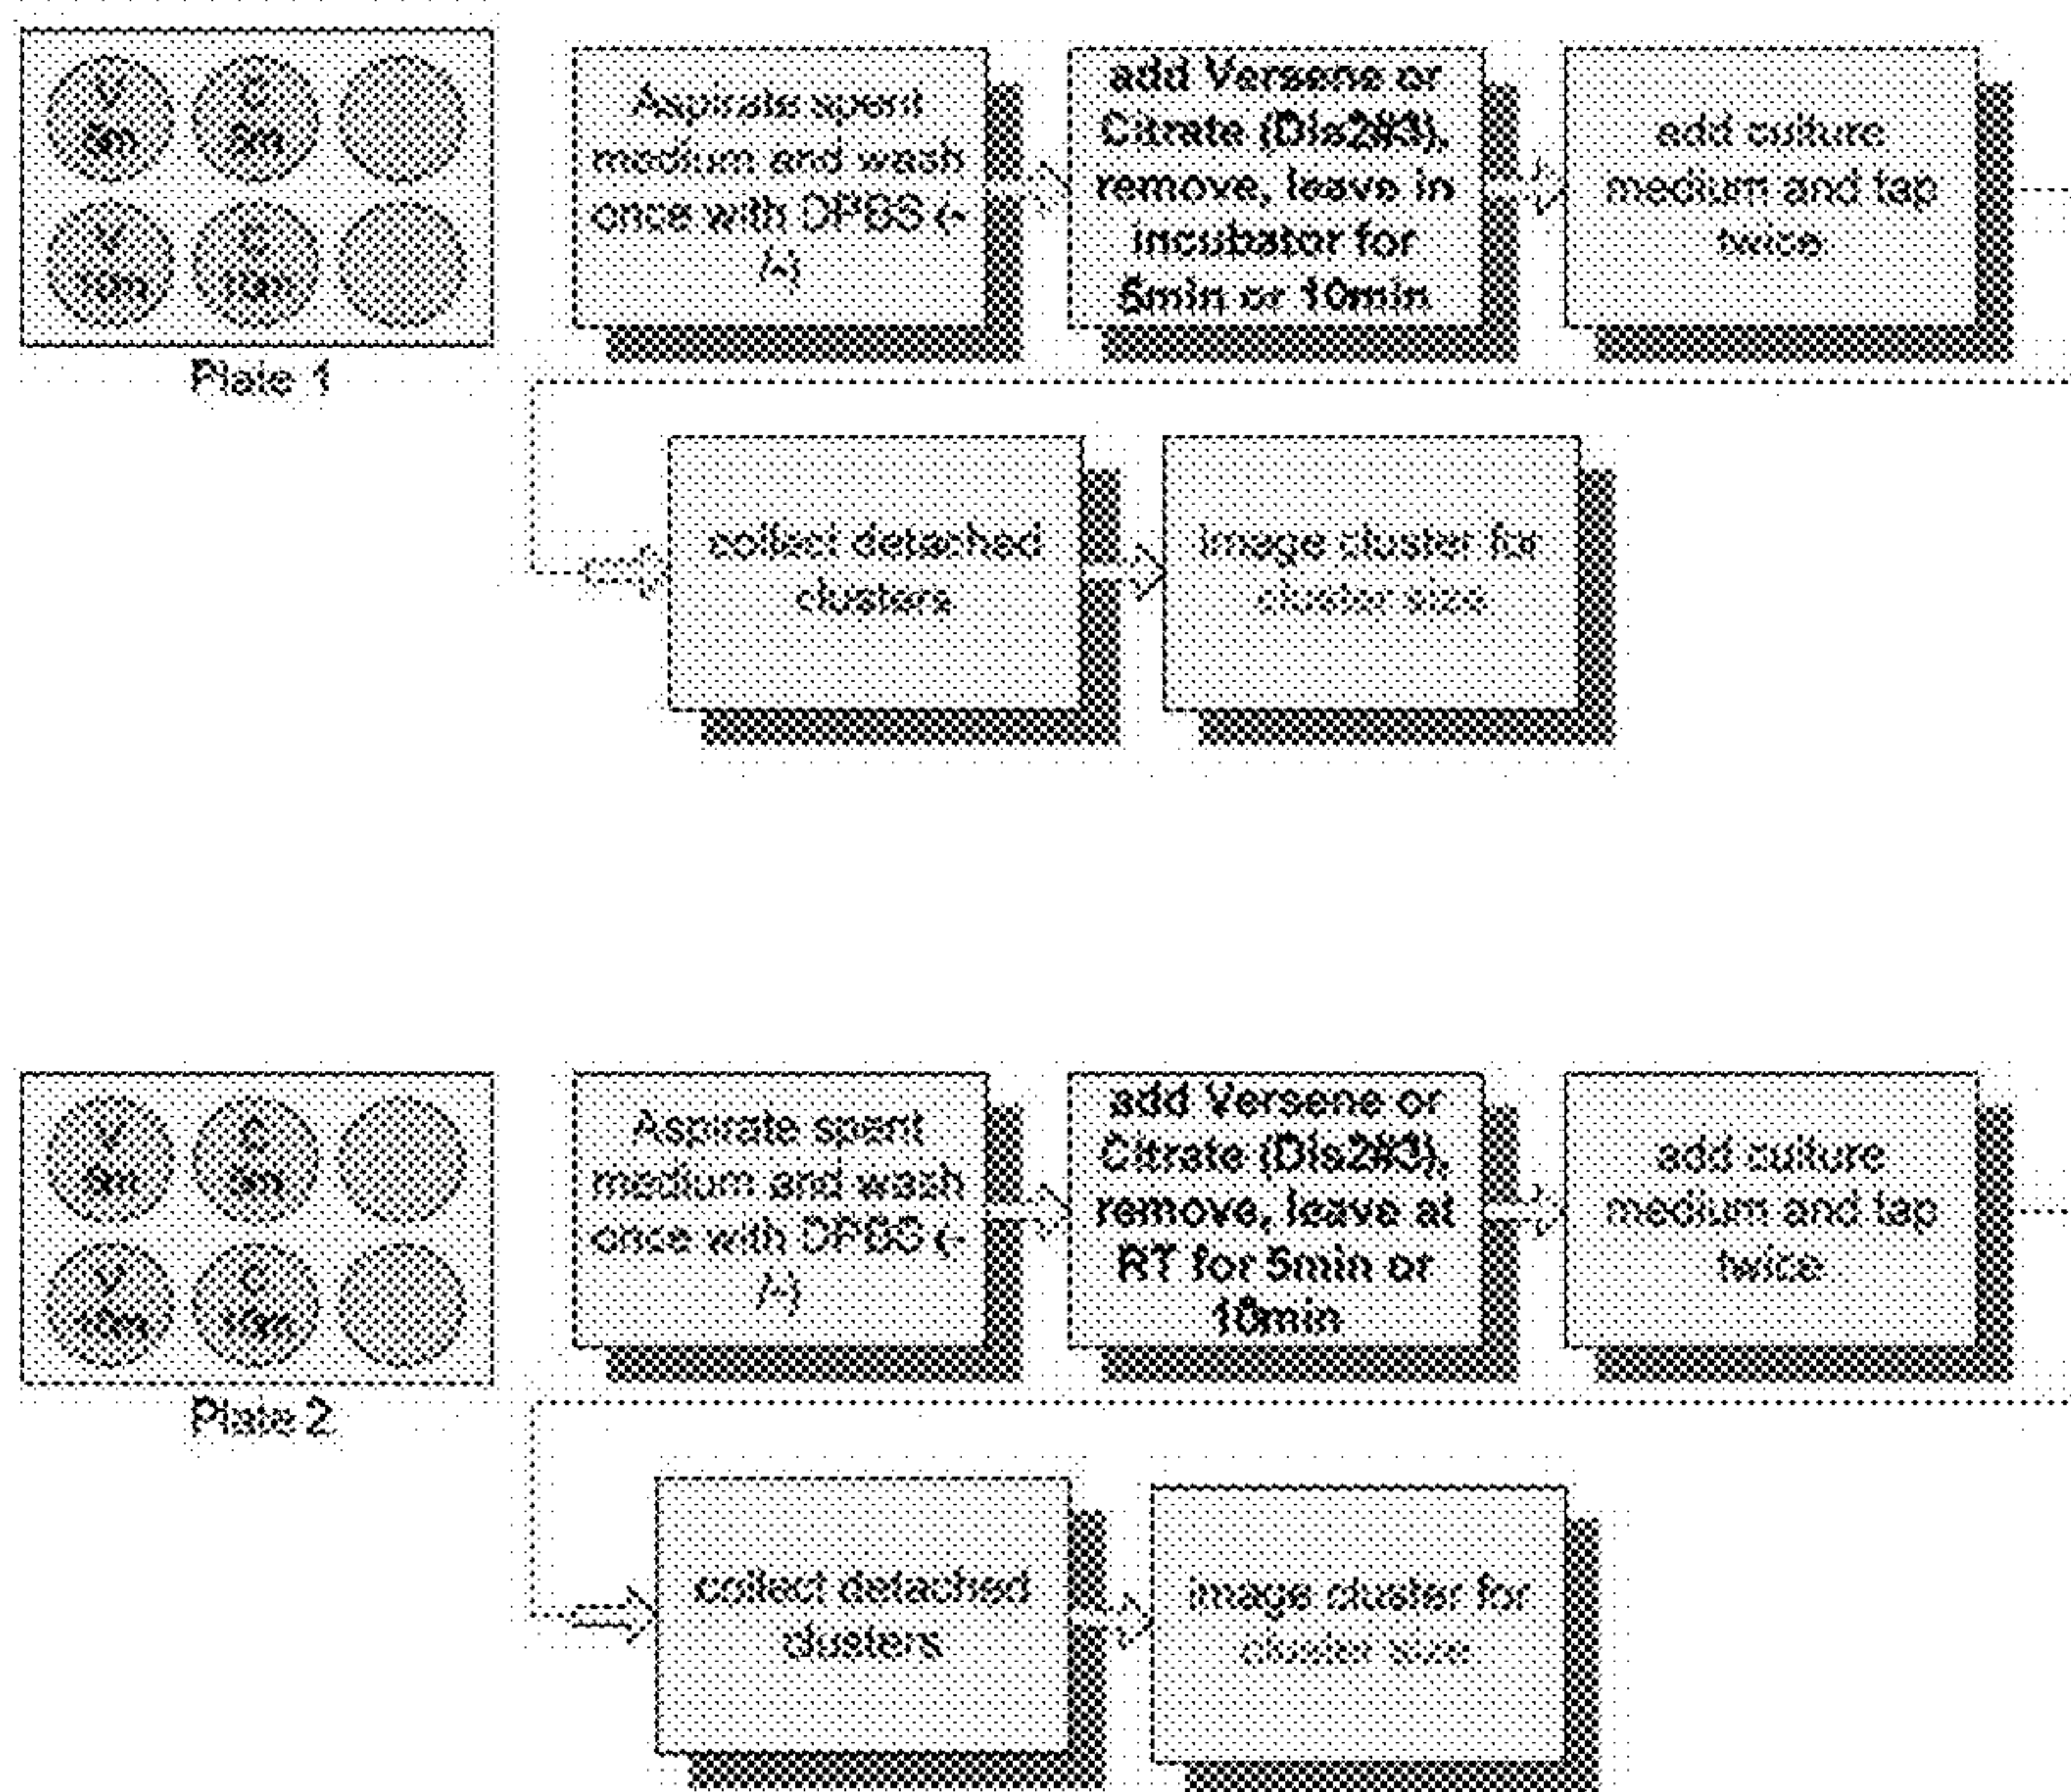 V
5m
C
5m
V
10m
C
10m
Plate 1
Aspirate spent
medium and wash
once with DPBS (-
/-)
add Versene or
Citrate (Dis2#3),
remove, leave in
incubator for
5min or 10min
add culture
medium and tap
twice
collect detached
clusters
image cluster for
cluster size
V
5m
C
5m
V
10m
C
10m
Plate 2
Aspirate spent
medium and wash
once with DPBS (-
/-)
add Versene or
Citrate (Dis2#3),
remove, leave at
RT for 5min or
10min
add culture
medium and tap
twice
collect detached
clusters
image cluster for
cluster size